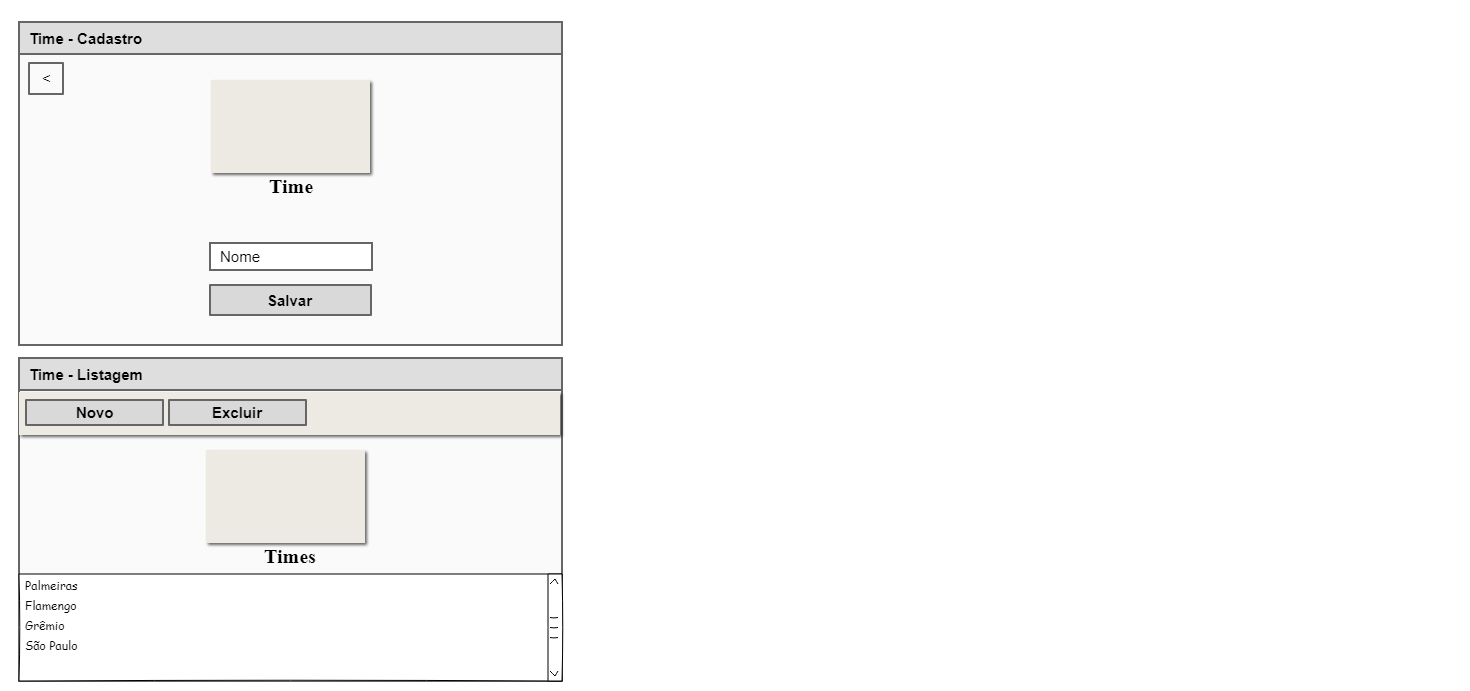 Time - Cadastro
<
Time
Nome
Salvar
Time - Listagem
Novo Excluir
Times
Palmeiras
Flamengo
Grêmio
São Paulo